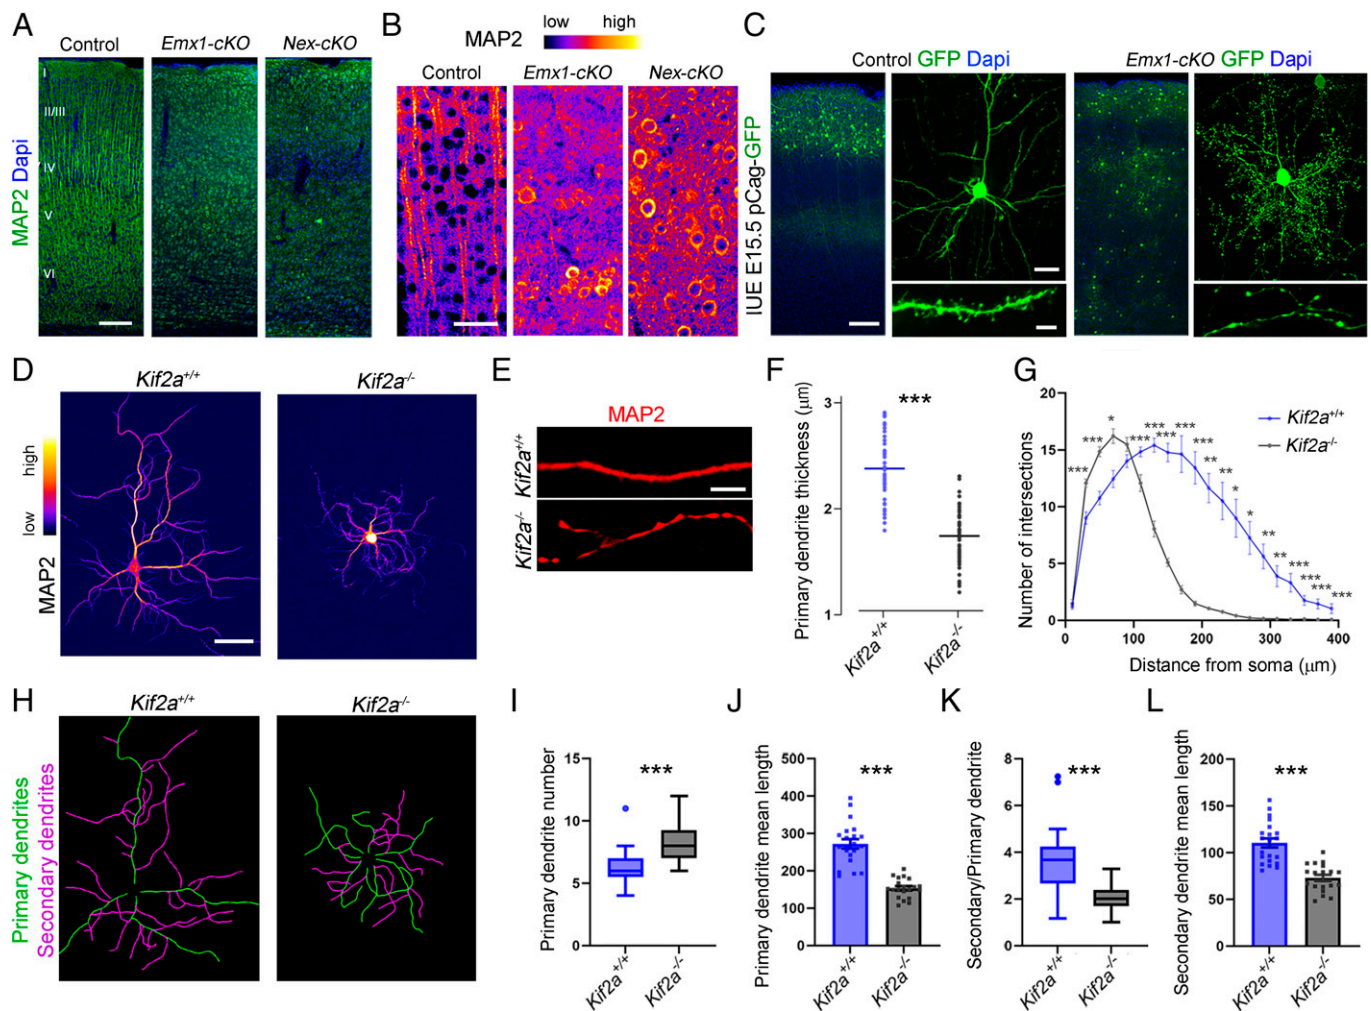 A
Control
Emx1-cKO
Nex-cKO
MAP2 Dapi
I
II/III
IV
V
VI
B
MAP2
low
high
Control
Emx1-cKO
Nex-cKO
C
Control GFP Dapi
Emx1-cKO GFP Dapi
IUE E15.5 pCag-GFP
D
Kif2a+/+
Kif2a-/-
high
low
MAP2
E
MAP2
Kif2a+/+
Kif2a-/-
F
Primary dendrite thickness (μm)
3
2
1
***
Kif2a+/+
Kif2a-/-
G
Number of intersections
20
15
10
5
0
10
100
200
300
400
Distance from soma (μm)
Kif2a+/+
Kif2a-/-
***
***
*
***
***
***
***
***
**
**
*
*
**
**
***
***
***
***
H
Kif2a+/+
Kif2a-/-
Primary dendrites
Secondary dendrites
I
Primary dendrite number
15
10
5
0
***
Kif2a+/+
Kif2a-/-
J
Primary dendrite mean length
500
400
300
200
100
0
***
Kif2a+/+
Kif2a-/-
K
Secondary/Primary dendrite
8
6
4
2
0
***
Kif2a+/+
Kif2a-/-
L
Secondary dendrite mean length
200
150
100
50
0
***
Kif2a+/+
Kif2a-/-